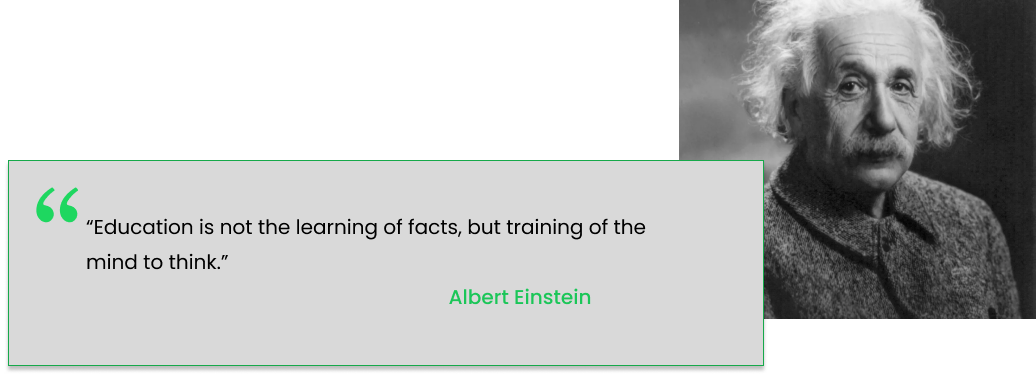 “Education is not the learning of facts, but training of the
mind to think.”
Albert Einstein